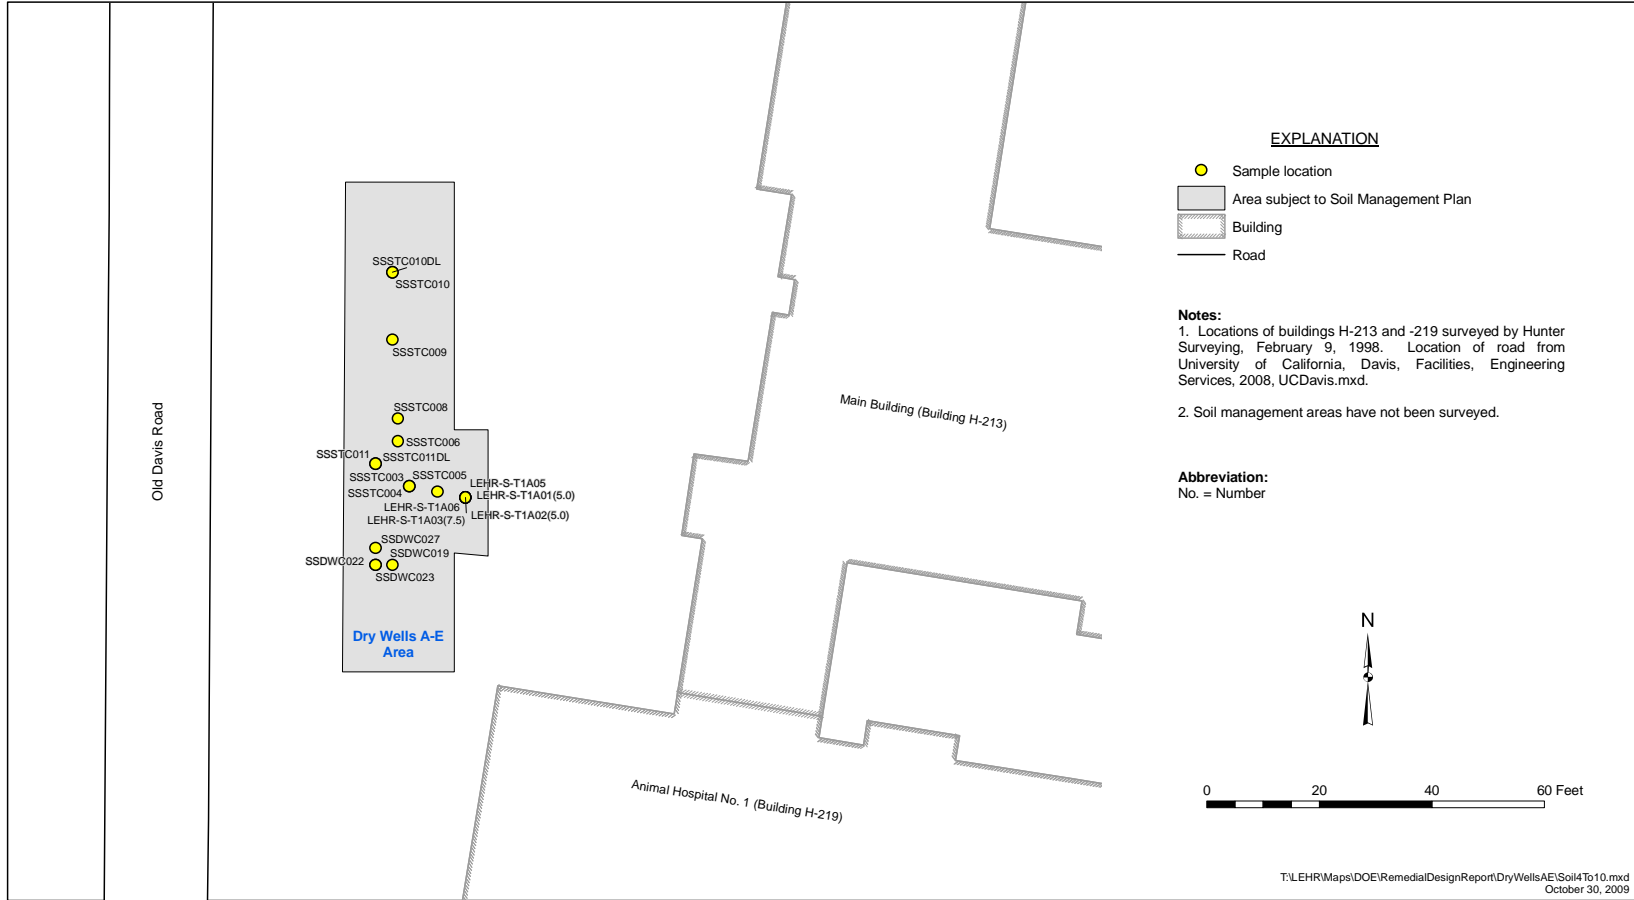 EXPLANATION
Sample location
Area subject to Soil Management Plan
Building
Road
Notes:
1. Locations of buildings H-213 and -219 surveyed by Hunter
Surveying, February 9, 1998. Location of road from
University of California, Davis, Facilities, Engineering
Services, 2008, UCDavis.mxd.
2. Soil management areas have not been surveyed.
Abbreviation:
No. = Number
Old Davis Road
SSSTC010DL
SSSTC010
SSSTC009
SSSTC008
SSSTC006
SSSTC011
SSSTC011DL
SSSTC003
SSSTC005
SSSTC004
LEHR-S-T1A05
LEHR-S-T1A01(5.0)
LEHR-S-T1A06
LEHR-S-T1A03(7.5)
LEHR-S-T1A02(5.0)
SSDWC027
SSDWC019
SSDWC022
SSDWC023
Dry Wells A-E
Area
Main Building (Building H-213)
Animal Hospital No. 1 (Building H-219)
N
0 20 40 60 Feet
T:\LEHR\Maps\DOE\RemedialDesignReport\DryWellsAE\Soil4To10.mxd
October 30, 2009